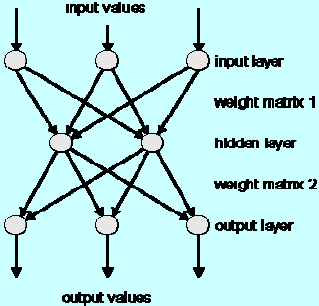 input values
input layer
weight matrix 1
hidden layer
weight matrix 2
output layer
output values